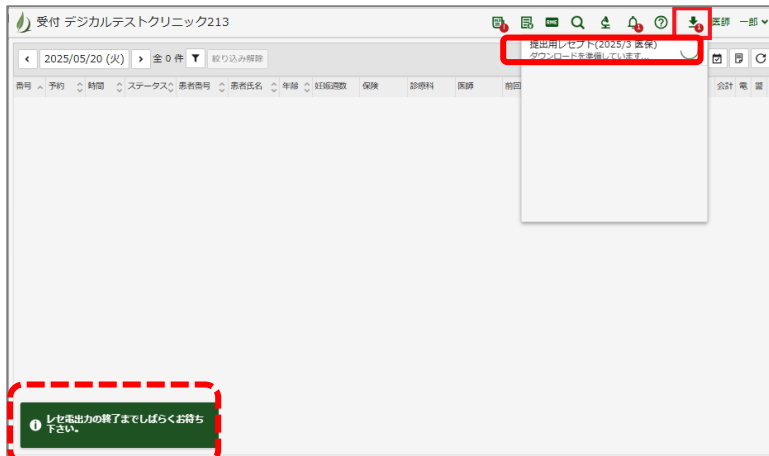 受付 デジカルテストクリニック213
医師 一郎
2025/05/20 (火) 全 0 件 絞り込み解除
提出用レセプト(2025/3 医保)
ダウンロードを準備しています...
番号 予約 時間 ステータス 患者番号 患者氏名 年齢 妊娠週数 保険 診療科 医師 前回 会計 電
レセ電出力の終了までしばらくお待ち
下さい。